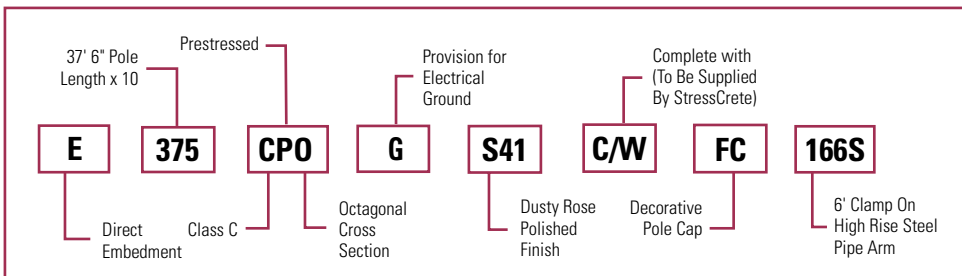 37' 6" Pole
Length x 10
Prestressed
Provision for
Electrical
Ground
Complete with
(To Be Supplied
By StressCrete)
E
375
CPO
G
S41
C/W
FC
166S
Direct
Embedment
Class C
Octagonal
Cross
Section
Dusty Rose
Polished
Finish
Decorative
Pole Cap
6' Clamp On
High Rise Steel
Pipe Arm